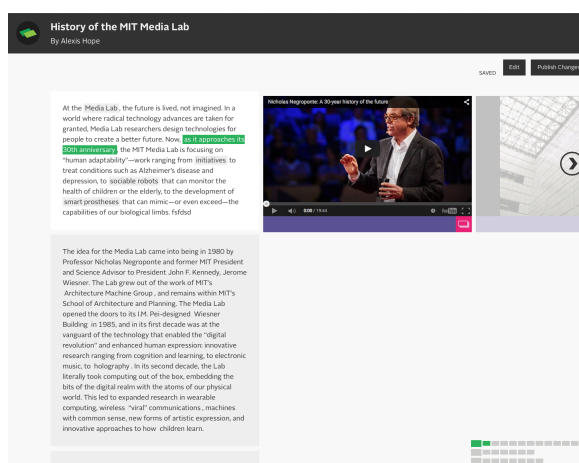 History of the MIT Media Lab
By Alexis Hope
SAVED
Edit
Publish Changes
At the Media Lab, the future is lived, not imagined. In a
world where radical technology advances are taken for
granted, Media Lab researchers design technologies for
people to create a better future. Now, as it approaches its
30th anniversary, the MIT Media Lab is focusing on
"human adaptability"—work ranging from initiatives to
treat conditions such as Alzheimer's disease and
depression, to sociable robots that can monitor the
health of children or the elderly, to the development of
smart prostheses that can mimic—or even exceed—the
capabilities of our biological limbs. fsfdsd
Nicholas Negroponte: A 30-year history of the future
0:00 / 19:44
YouTube
The idea for the Media Lab came into being in 1980 by
Professor Nicholas Negroponte and former MIT President
and Science Advisor to President John F. Kennedy, Jerome
Wiesner. The Lab grew out of the work of MIT's
Architecture Machine Group, and remains within MIT's
School of Architecture and Planning. The Media Lab
opened the doors to its I.M. Pei-designed Wiesner
Building in 1985, and in its first decade was at the
vanguard of the technology that enabled the "digital
revolution" and enhanced human expression: innovative
research ranging from cognition and learning, to electronic
music, to holography. In its second decade, the Lab
literally took computing out of the box, embedding the
bits of the digital realm with the atoms of our physical
world. This led to expanded research in wearable
computing, wireless "viral" communications, machines
with common sense, new forms of artistic expression, and
innovative approaches to how children learn.